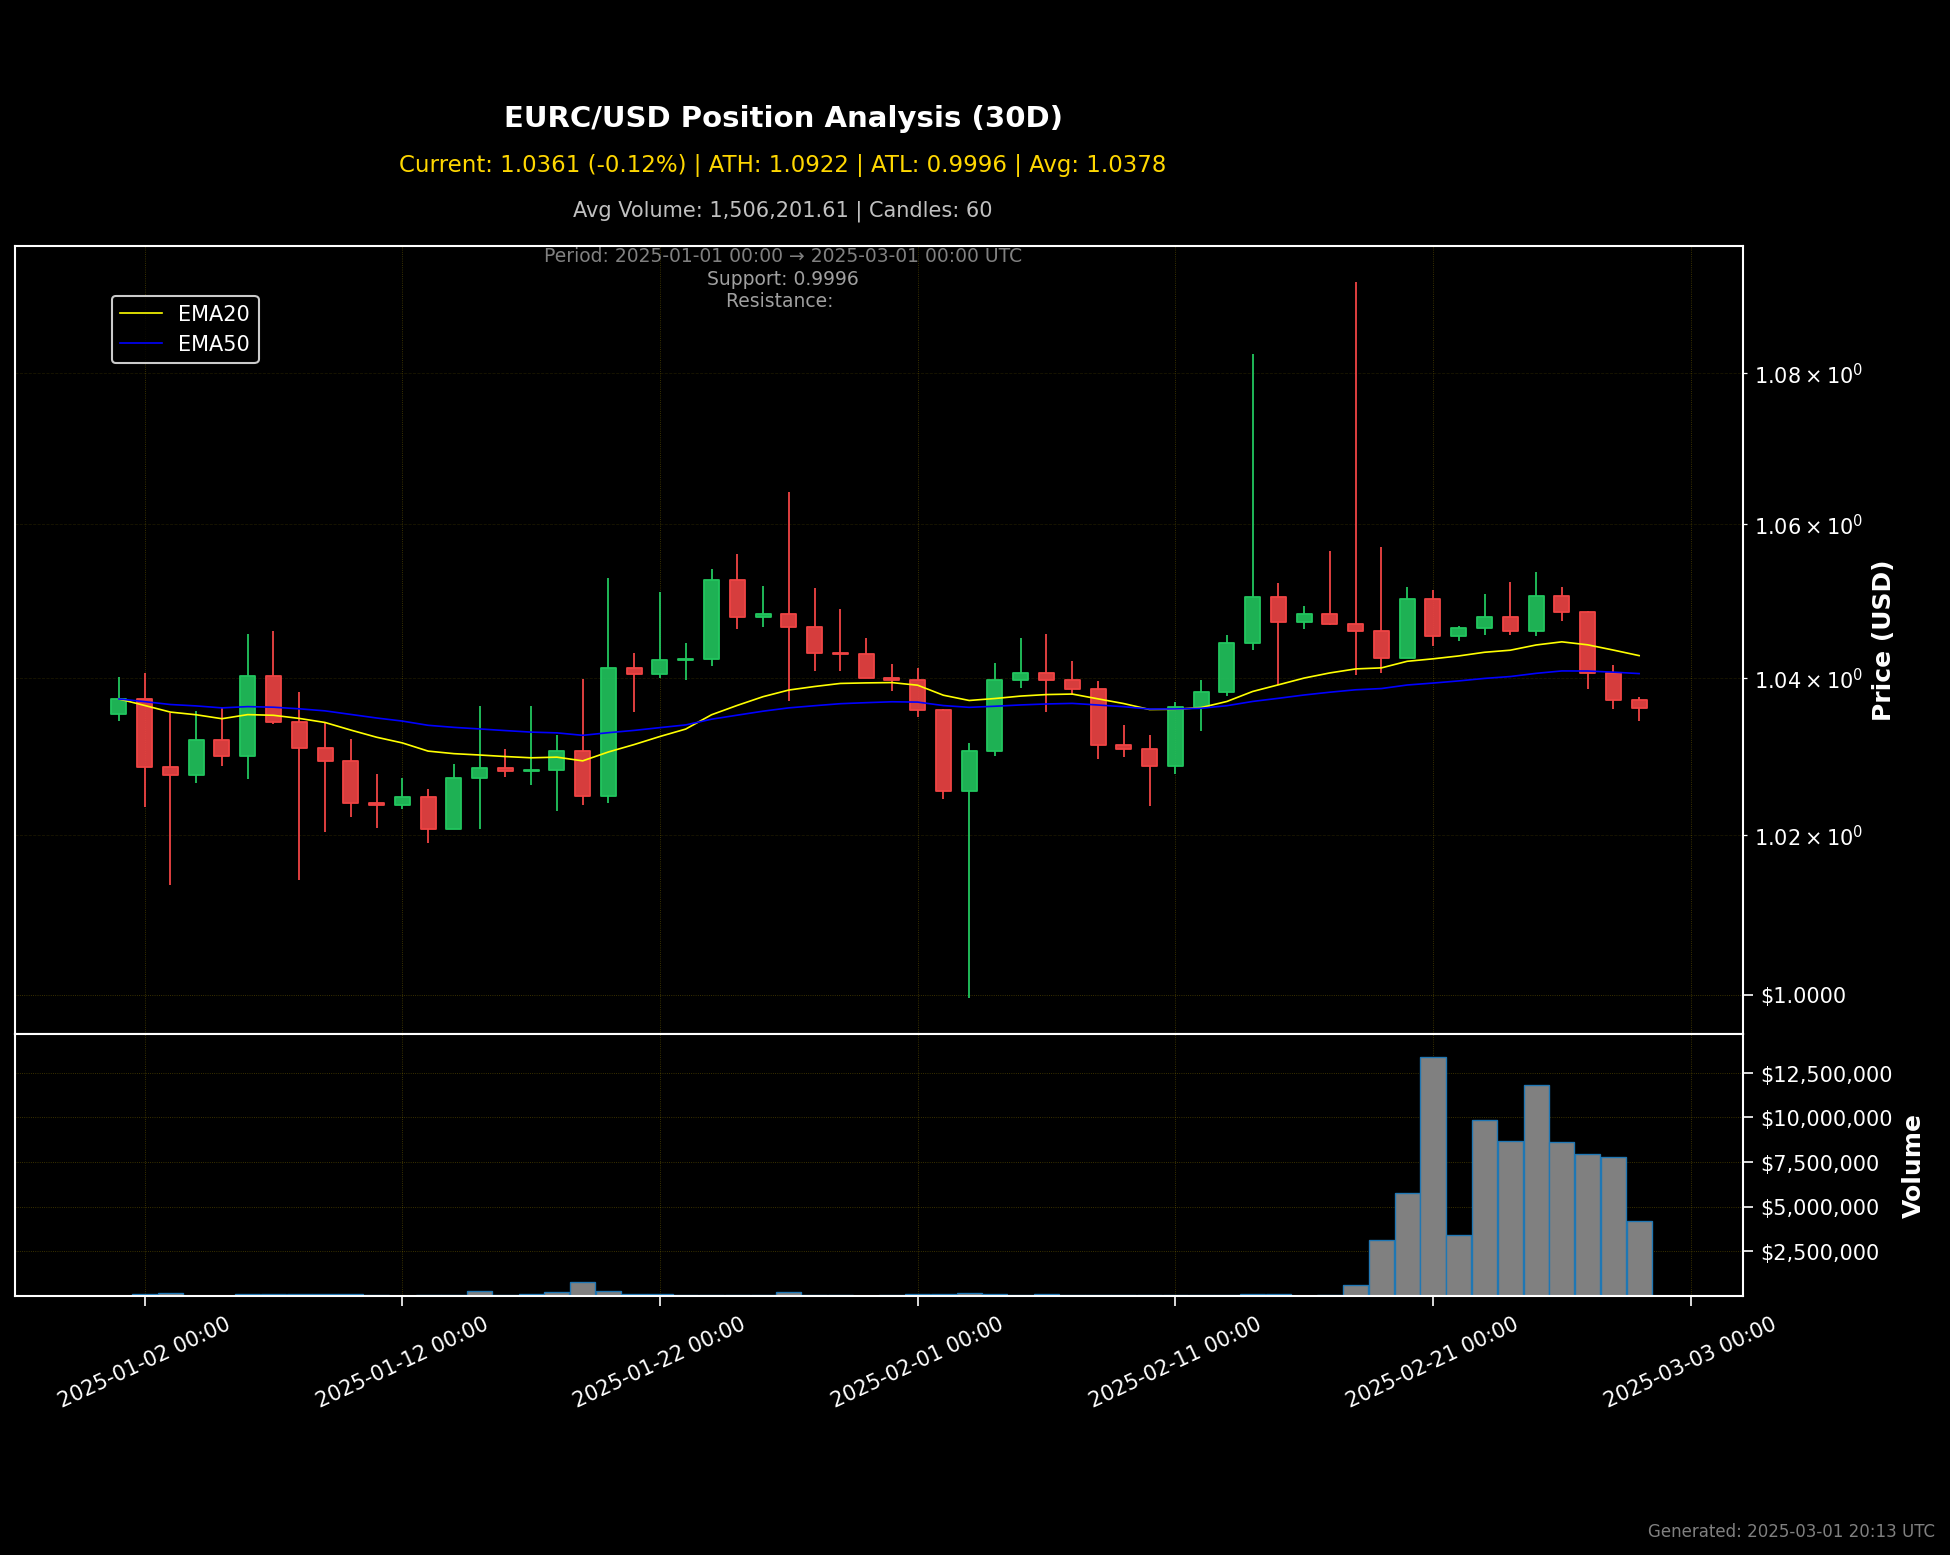 EURC/USD Position Analysis (30D)
Current: 1.0361 (-0.12%) | ATH: 1.0922 | ATL: 0.9996 | Avg: 1.0378
Avg Volume: 1,506,201.61 | Candles: 60
Period: 2025-01-01 00:00 → 2025-03-01 00:00 UTC
Support: 0.9996
Resistance:
EMA20
EMA50
1.08 × 10⁰
1.06 × 10⁰
1.04 × 10⁰
1.02 × 10⁰
$1.0000
Price (USD)
$12,500,000
$10,000,000
$7,500,000
$5,000,000
$2,500,000
Volume
2025-01-02 00:00
2025-01-12 00:00
2025-01-22 00:00
2025-02-01 00:00
2025-02-11 00:00
2025-02-21 00:00
2025-03-03 00:00
Generated: 2025-03-01 20:13 UTC